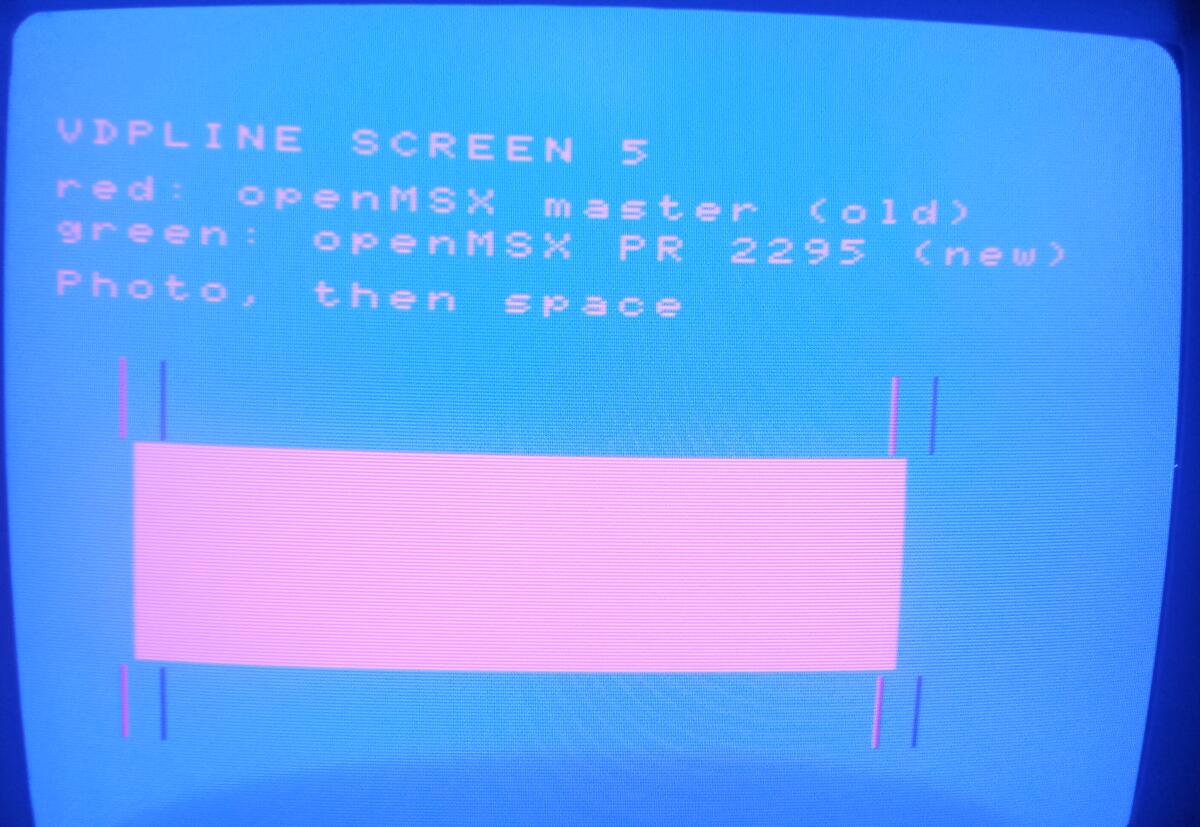 VDPLINE SCREEN 5
red: openMSX master (old)
green: openMSX PR 2295 (new)
Photo, then space